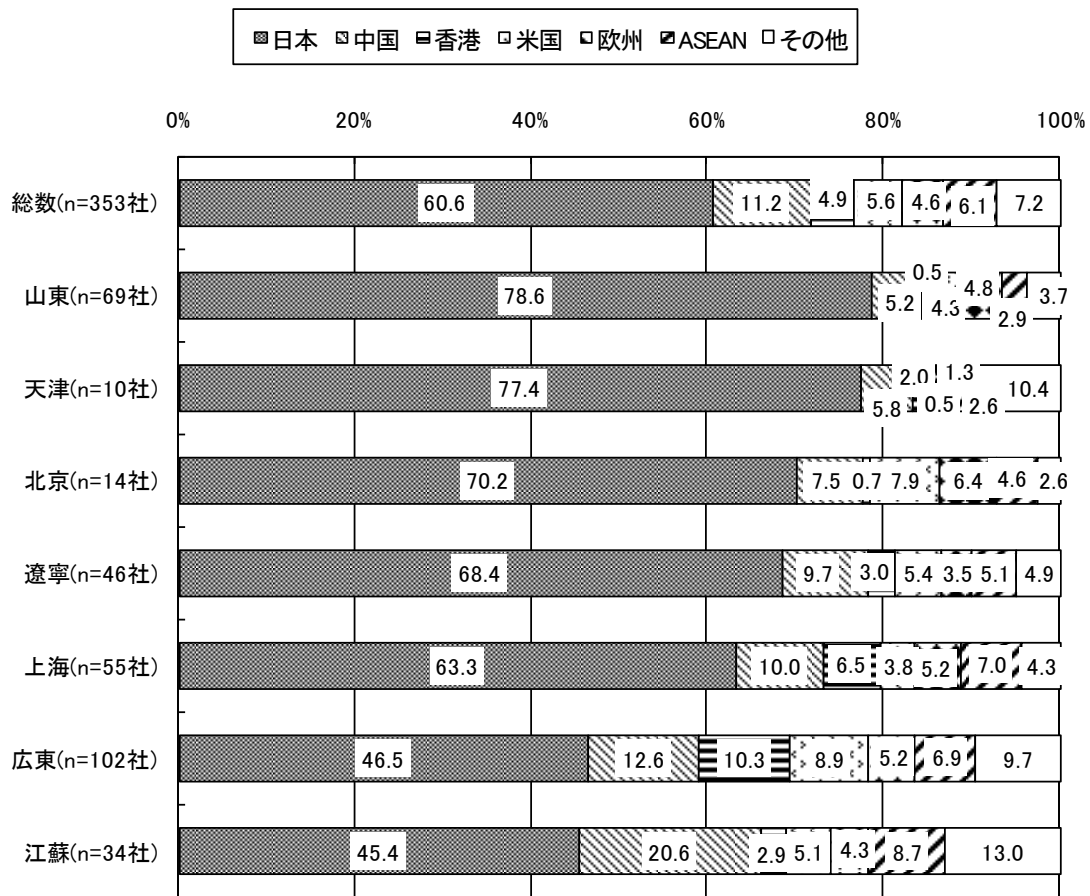 日本 中国 香港 米国 欧州 ASEAN その他
0% 20% 40% 60% 80% 100%
総数(n=353社) 60.6 11.2 4.9 5.6 4.6 6.1 7.2
山東(n=69社) 78.6 5.2 0.5 4.3 4.8 2.9 3.7
天津(n=10社) 77.4 5.8 2.0 0.5 1.3 2.6 10.4
北京(n=14社) 70.2 7.5 0.7 7.9 6.4 4.6 2.6
遼寧(n=46社) 68.4 9.7 3.0 5.4 3.5 5.1 4.9
上海(n=55社) 63.3 10.0 6.5 3.8 5.2 7.0 4.3
広東(n=102社) 46.5 12.6 10.3 8.9 5.2 6.9 9.7
江蘇(n=34社) 45.4 20.6 2.9 5.1 4.3 8.7 13.0